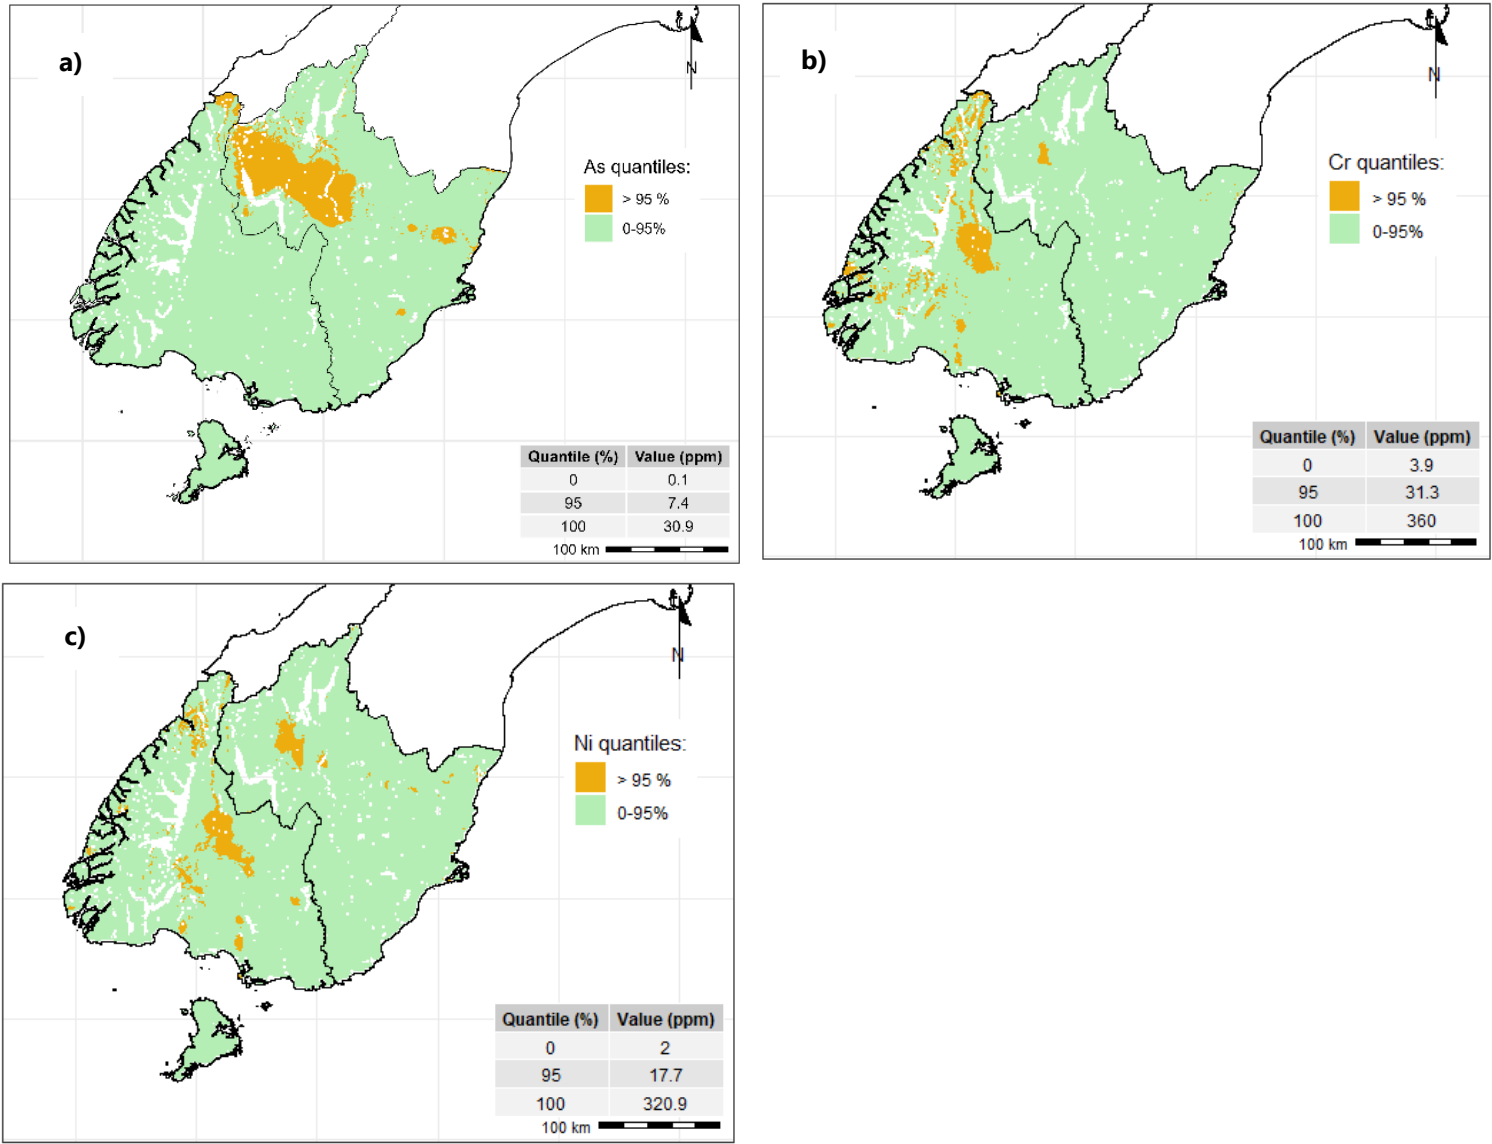 a)
N
As quantiles:
> 95 %
0-95%
Quantile (%) Value (ppm)
0 0.1
95 7.4
100 30.9
100 km
b)
N
Cr quantiles:
> 95 %
0-95%
Quantile (%) Value (ppm)
0 3.9
95 31.3
100 360
100 km
c)
N
Ni quantiles:
> 95 %
0-95%
Quantile (%) Value (ppm)
0 2
95 17.7
100 320.9
100 km